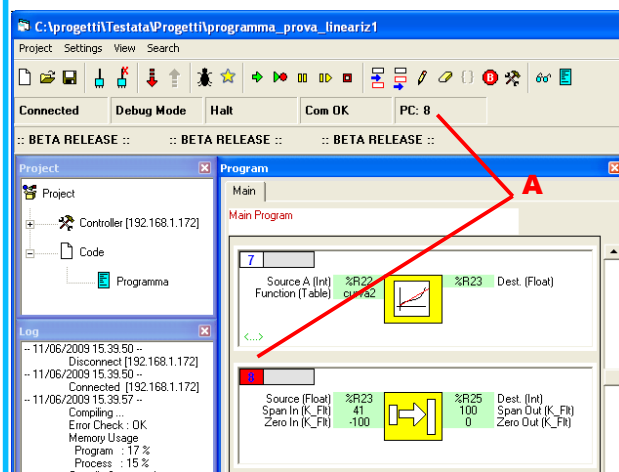 C:\progetti\Testata\Progetti\programma_prova_lineariz1
Project Settings View Search
Connected Debug Mode Halt Com OK PC: 8
:: BETA RELEASE :: :: BETA RELEASE :: :: BETA RELEASE ::
Project
Project
Controller [192.168.1.172]
Code
Programma
Program
Main
Main Program
A
7
Source A (Int) %R22 %R23 Dest. (Float)
Function (Table) curva2
<...>
8
Source (Float) %R23 %R25 Dest. (Int)
Span In (K_Flt) 41 100 Span Out (K_Flt)
Zero In (K_Flt) -100 0 Zero Out (K_Flt)
Log
-- 11/06/2009 15.39.50 --
Disconnect [192.168.1.172]
-- 11/06/2009 15.39.50 --
Connected [192.168.1.172]
-- 11/06/2009 15.39.57 --
Compiling ...
Error Check : OK
Memory Usage
Program : 17 %
Process : 15 %